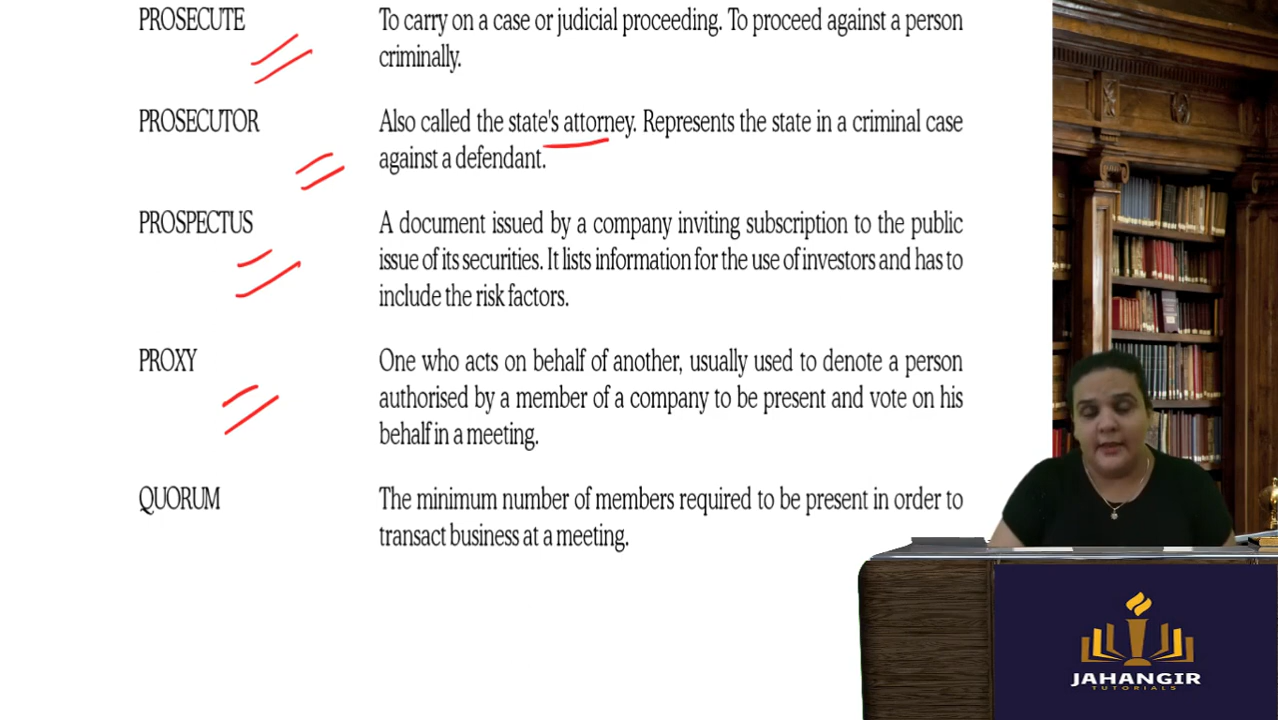 PROSECUTE To carry on a case or judicial proceeding. To proceed against a person
criminally.
PROSECUTOR Also called the state's attorney. Represents the state in a criminal case
against a defendant.
PROSPECTUS A document issued by a company inviting subscription to the public
issue of its securities. It lists information for the use of investors and has to
include the risk factors.
PROXY One who acts on behalf of another, usually used to denote a person
authorised by a member of a company to be present and vote on his
behalf in a meeting.
QUORUM The minimum number of members required to be present in order to
transact business at a meeting.
JAHANGIR
TUTORIALS